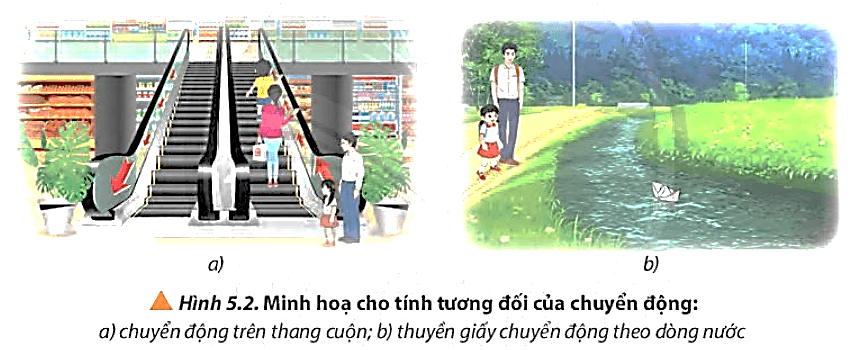 a)
b)
Hình 5.2. Minh hoạ cho tính tương đối của chuyển động:
a) chuyển động trên thang cuộn; b) thuyền giấy chuyển động theo dòng nước